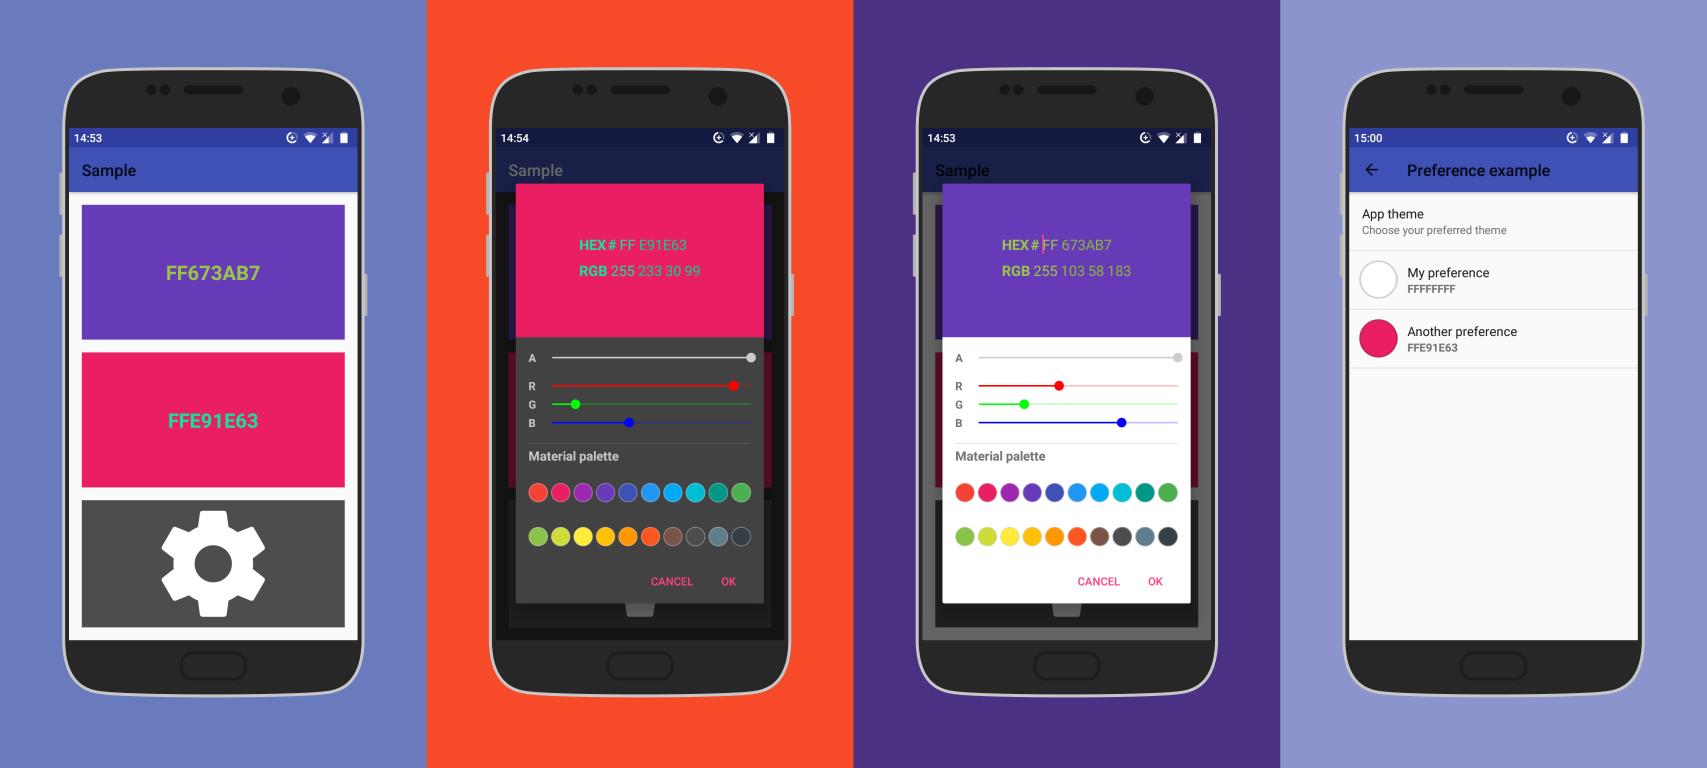 14:53
Sample
FF673AB7
FFE91E63
14:54
Sample
HEX# FF E91E63
RGB 255 233 30 99
A
R
G
B
Material palette
CANCEL OK
14:53
Sample
HEX# FF 673AB7
RGB 255 103 58 183
A
R
G
B
Material palette
CANCEL OK
15:00
Preference example
App theme
Choose your preferred theme
My preference
FFFFFFFF
Another preference
FFE91E63